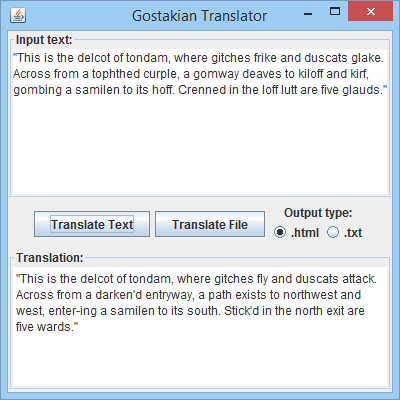 Gostakian Translator
Input text:
"This is the delcot of tondam, where gitches frike and duscats glake.
Across from a tophthed curple, a gomway deaves to kiloff and kirf,
gombing a samilen to its hoff. Crenned in the loff lutt are five glauds."
Translate Text
Translate File
Output type:
.html
.txt
Translation:
"This is the delcot of tondam, where gitches fly and duscats attack.
Across from a darken'd entryway, a path exists to northwest and
west, enter-ing a samilen to its south. Stick'd in the north exit are
five wards."